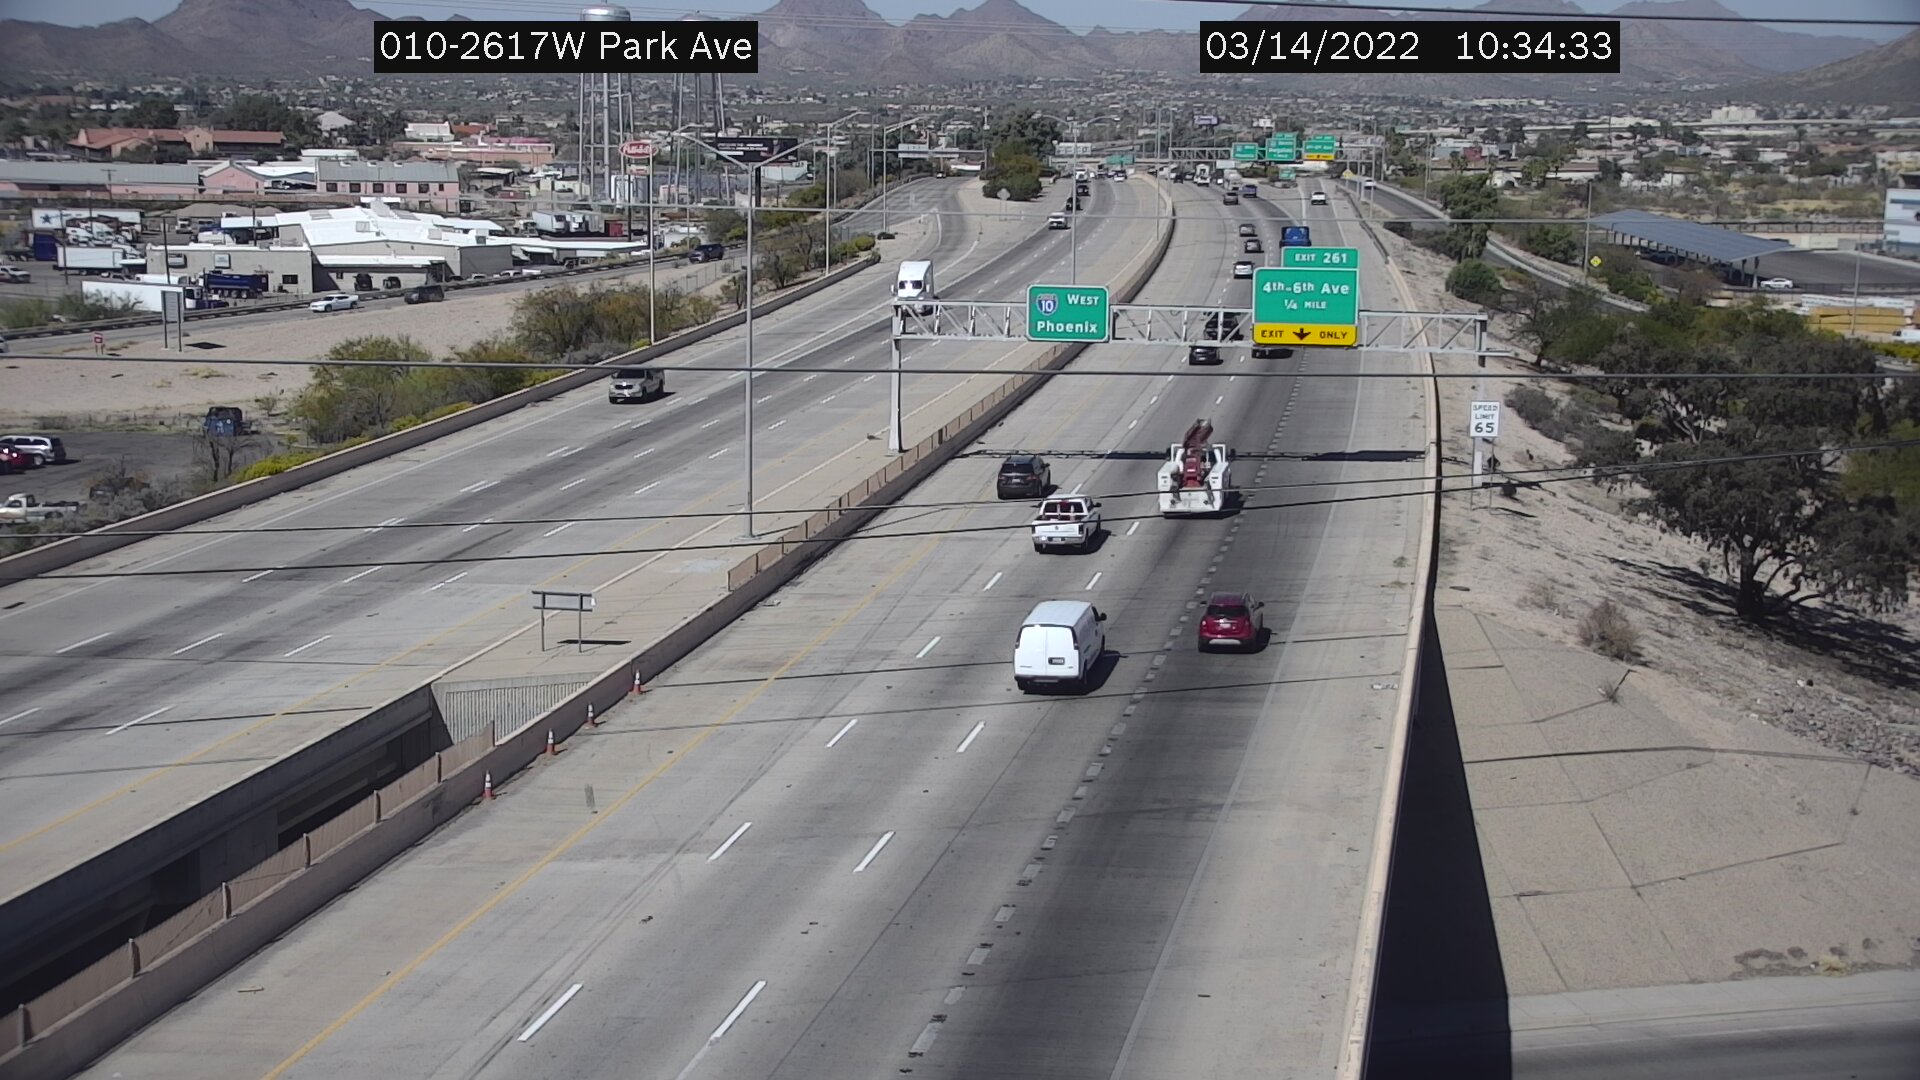 010-2617W Park Ave
03/14/2022 10:34:33
EXIT 261
4th-6th Ave
1/4 MILE
EXIT ONLY
10
WEST
Phoenix
SPEED
LIMIT
65